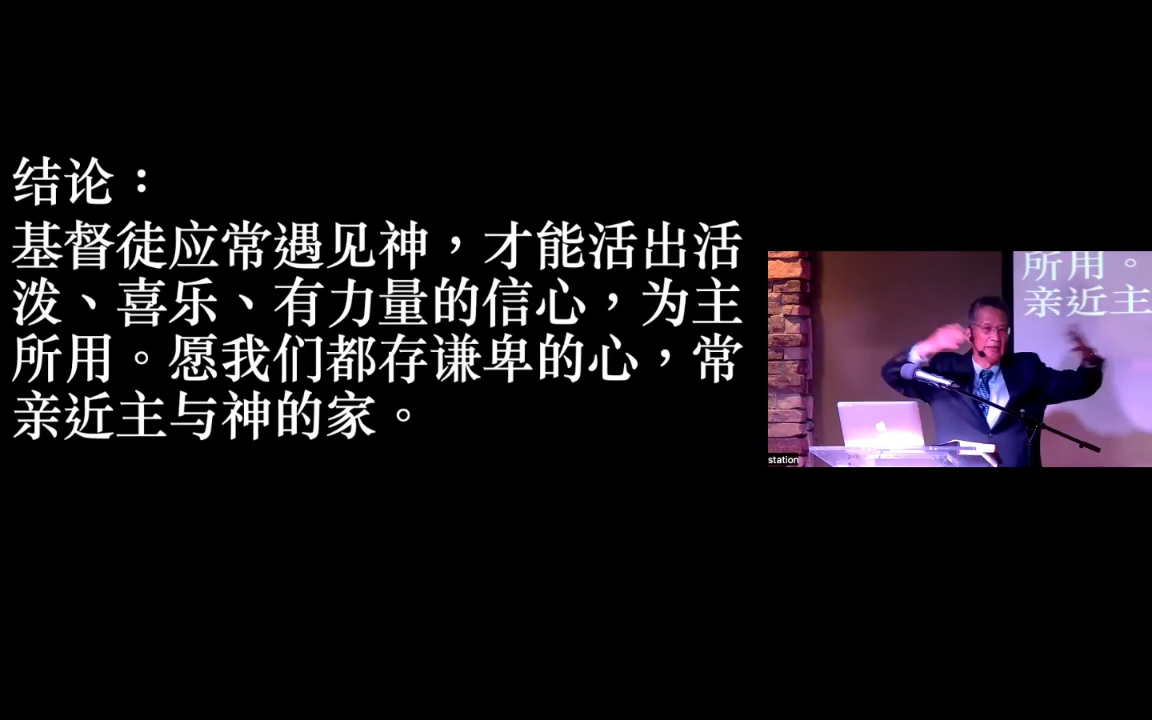 结论：
基督徒应常遇见神，才能活出活
泼、喜乐、有力量的信心，为主
所用。愿我们都存谦卑的心，常
亲近主与神的家。
所用。
亲近主
station